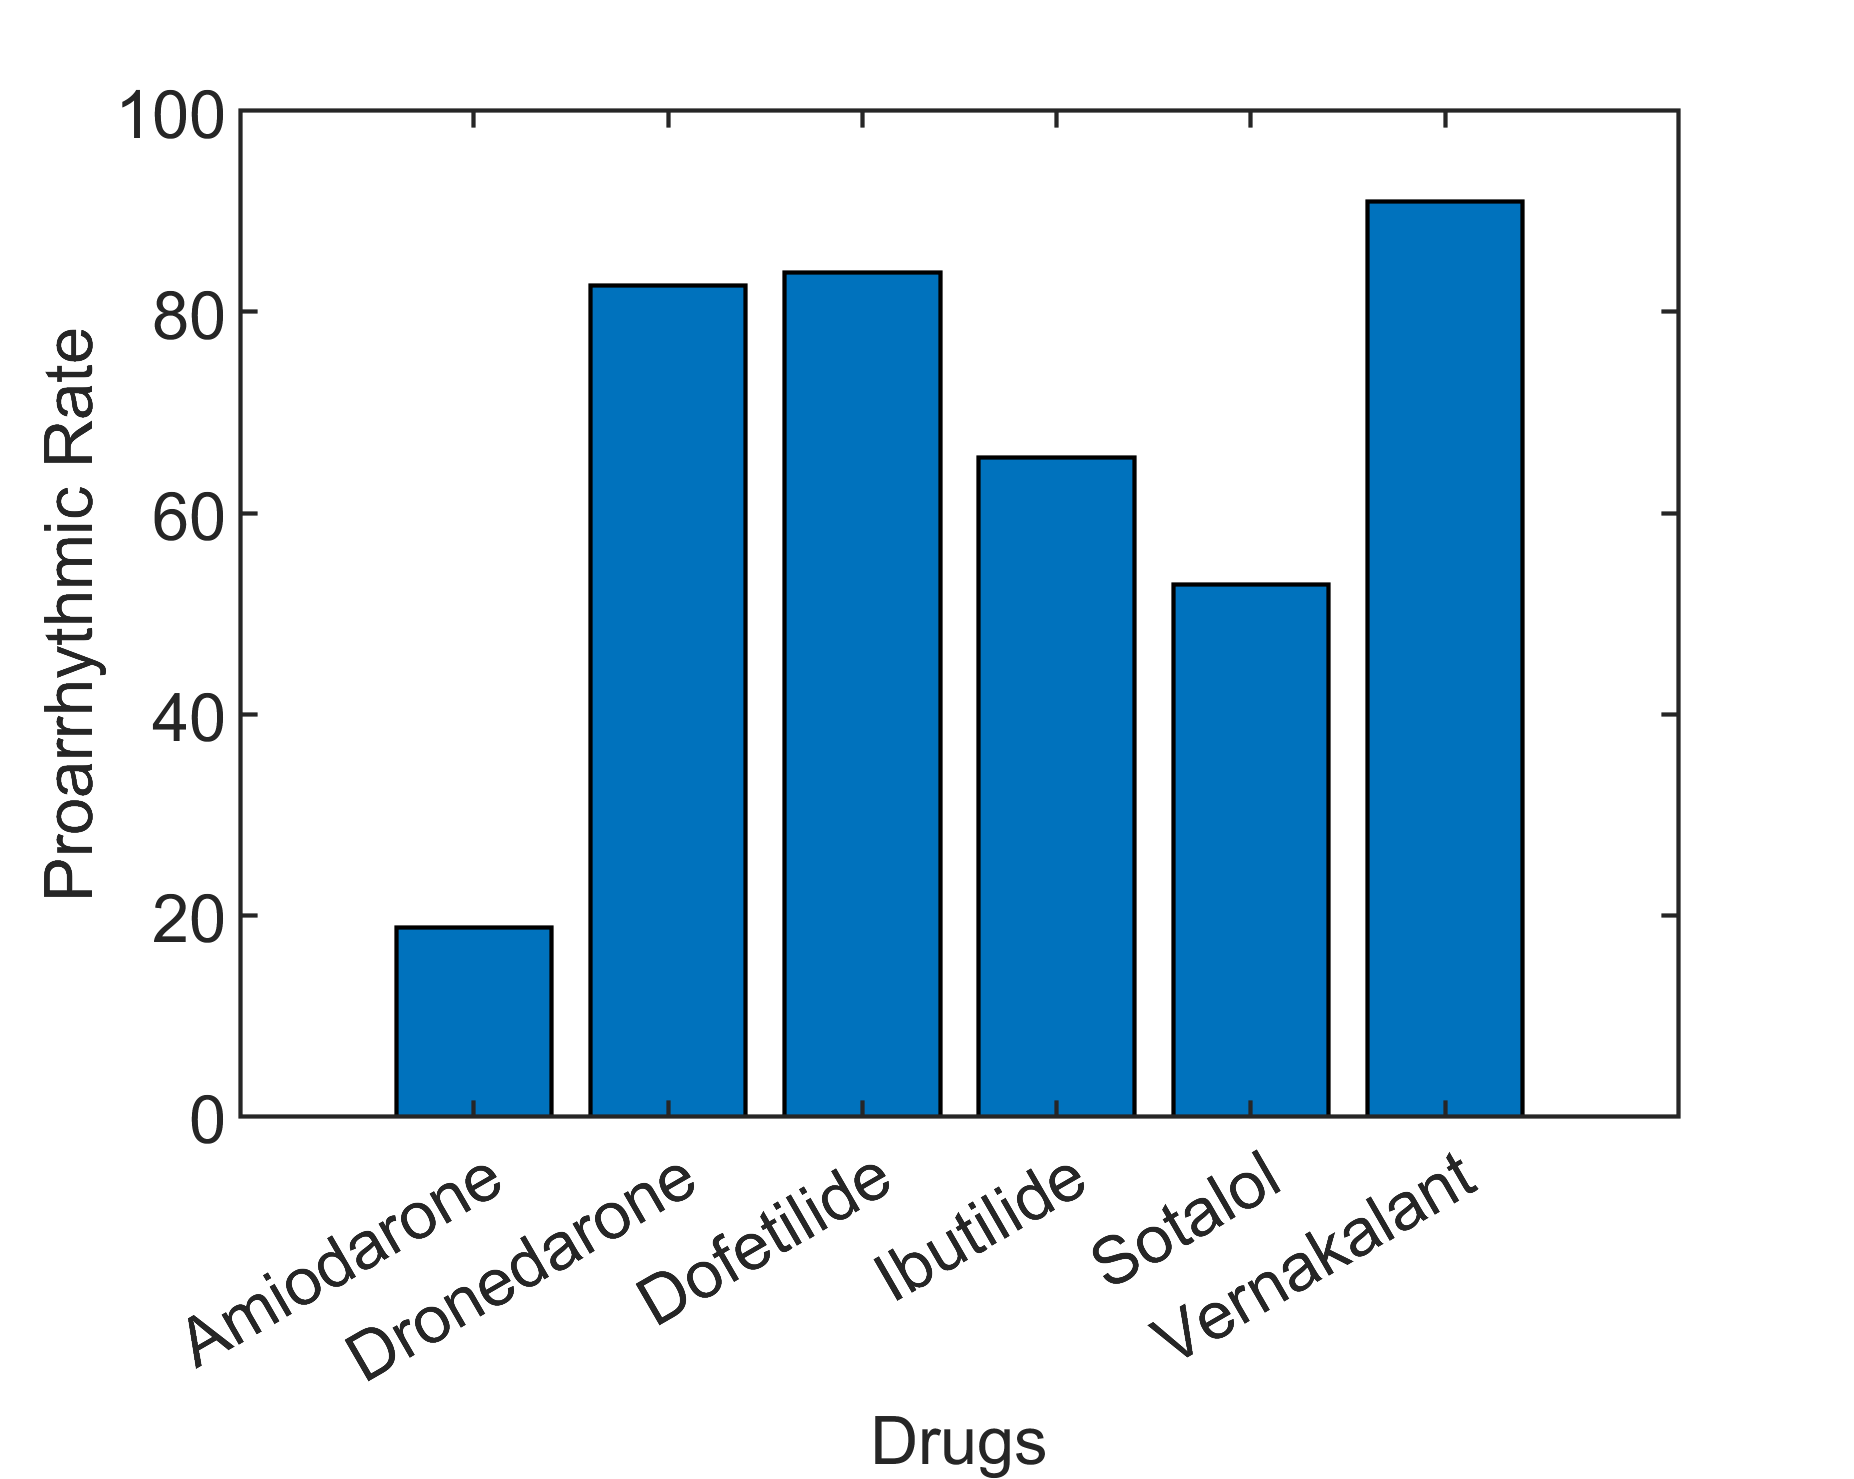 100
80
60
40
20
0
Proarrhythmic Rate
Amiodarone
Dronedarone
Dofetilide
Ibutilide
Sotalol
Vernakalant
Drugs